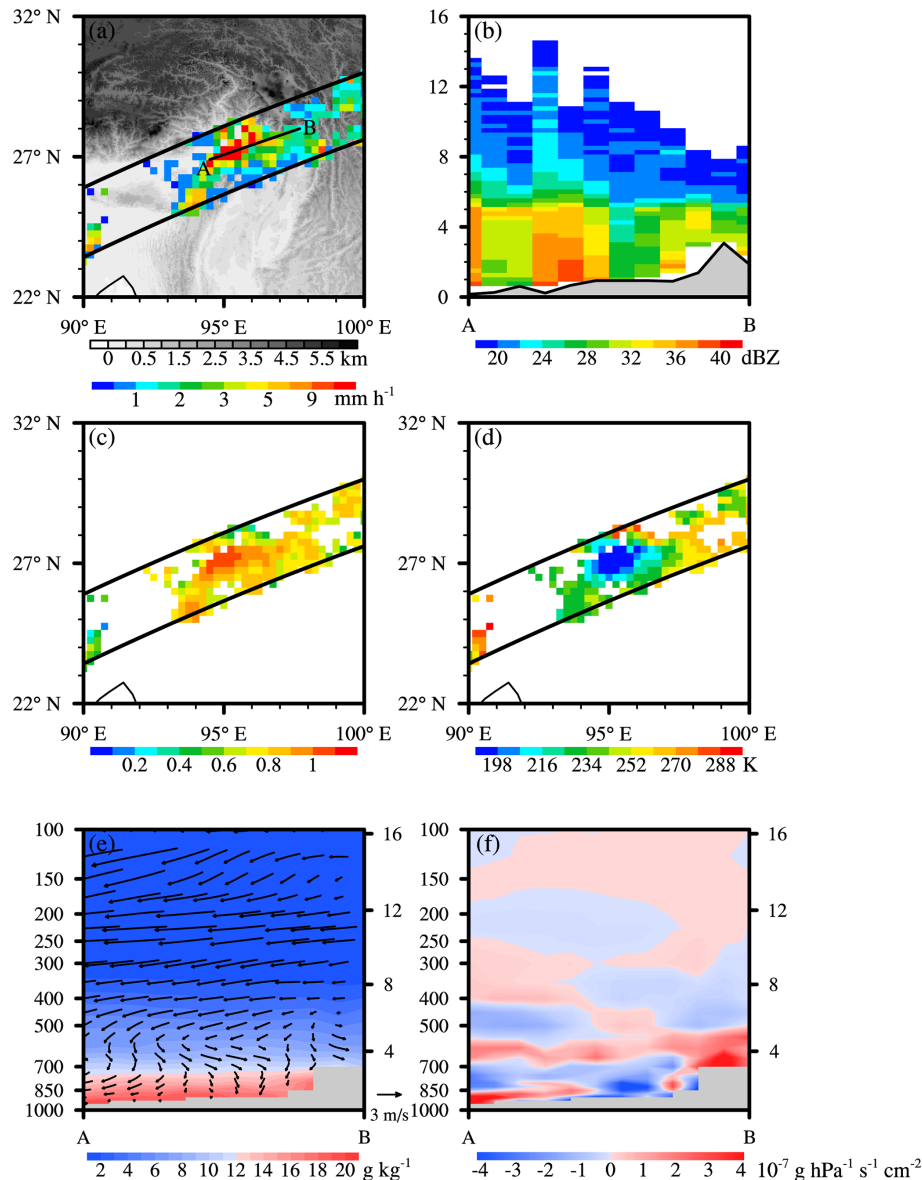 (a)
32° N
27° N
22° N
A
B
90° E 95° E 100° E
0 0.5 1.5 2.5 3.5 4.5 5.5 km
1 2 3 5 9 mm h-1
(b)
16
12
8
4
0
A B
20 24 28 32 36 40 dBZ
(c)
32° N
27° N
22° N
90° E 95° E 100° E
0.2 0.4 0.6 0.8 1
(d)
32° N
27° N
22° N
90° E 95° E 100° E
198 216 234 252 270 288 K
(e)
100
150
200
250
300
400
500
700
850
1000
16
12
8
4
3 m/s
A B
2 4 6 8 10 12 14 16 18 20 g kg-1
(f)
100
150
200
250
300
400
500
700
850
1000
16
12
8
4
A B
-4 -3 -2 -1 0 1 2 3 4 10-7 g hPa-1 s-1 cm-2